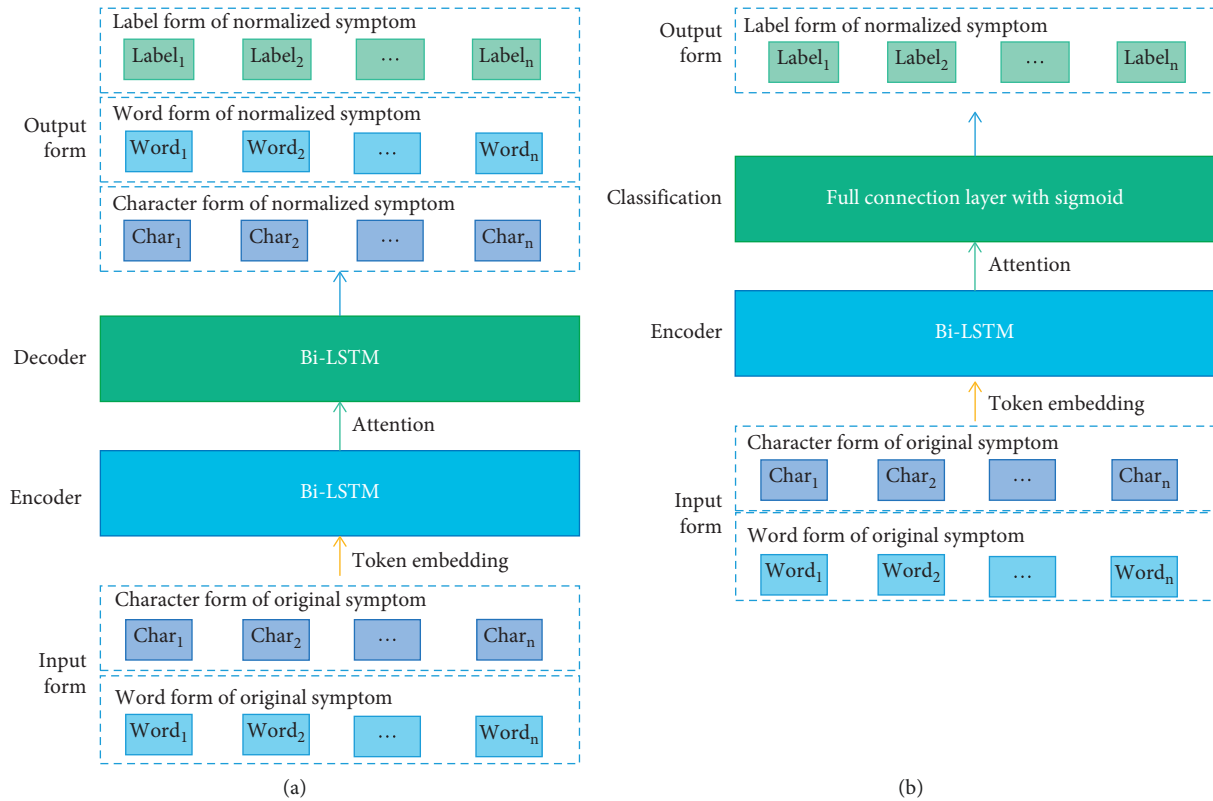 Label form of normalized symptom
Label1 Label2 … Labeln
Output form
Word form of normalized symptom
Word1 Word2 … Wordn
Character form of normalized symptom
Char1 Char2 … Charn
Decoder
Bi-LSTM
Attention
Encoder
Bi-LSTM
Token embedding
Character form of original symptom
Char1 Char2 … Charn
Input form
Word form of original symptom
Word1 Word2 … Wordn
(a)
Output form
Label form of normalized symptom
Label1 Label2 … Labeln
Classification
Full connection layer with sigmoid
Attention
Encoder
Bi-LSTM
Token embedding
Character form of original symptom
Char1 Char2 … Charn
Input form
Word form of original symptom
Word1 Word2 … Wordn
(b)